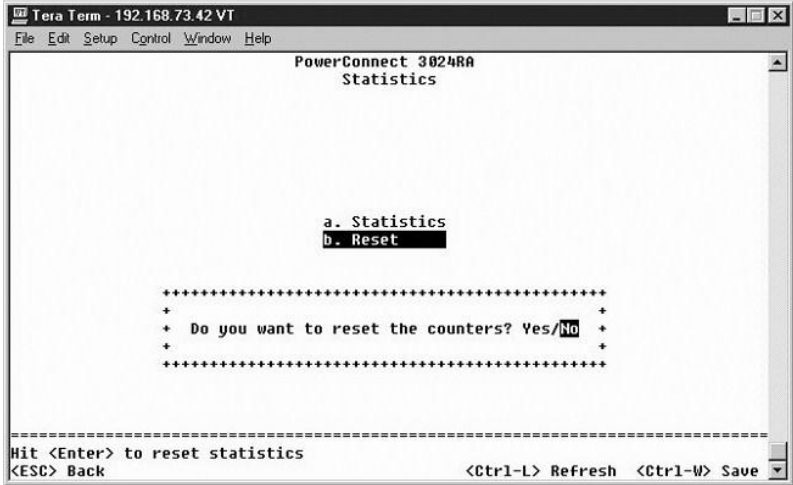 Tera Term - 192.168.73.42 VT
File Edit Setup Control Window Help
PowerConnect 3024RA
Statistics
a. Statistics
b. Reset
+++++++++++++++++++++++++++++++++++++++++++++++
+ +
+ Do you want to reset the counters? Yes/No +
+ +
+++++++++++++++++++++++++++++++++++++++++++++++
================================================================================
Hit <Enter> to reset statistics
<ESC> Back <Ctrl-L> Refresh <Ctrl-W> Save